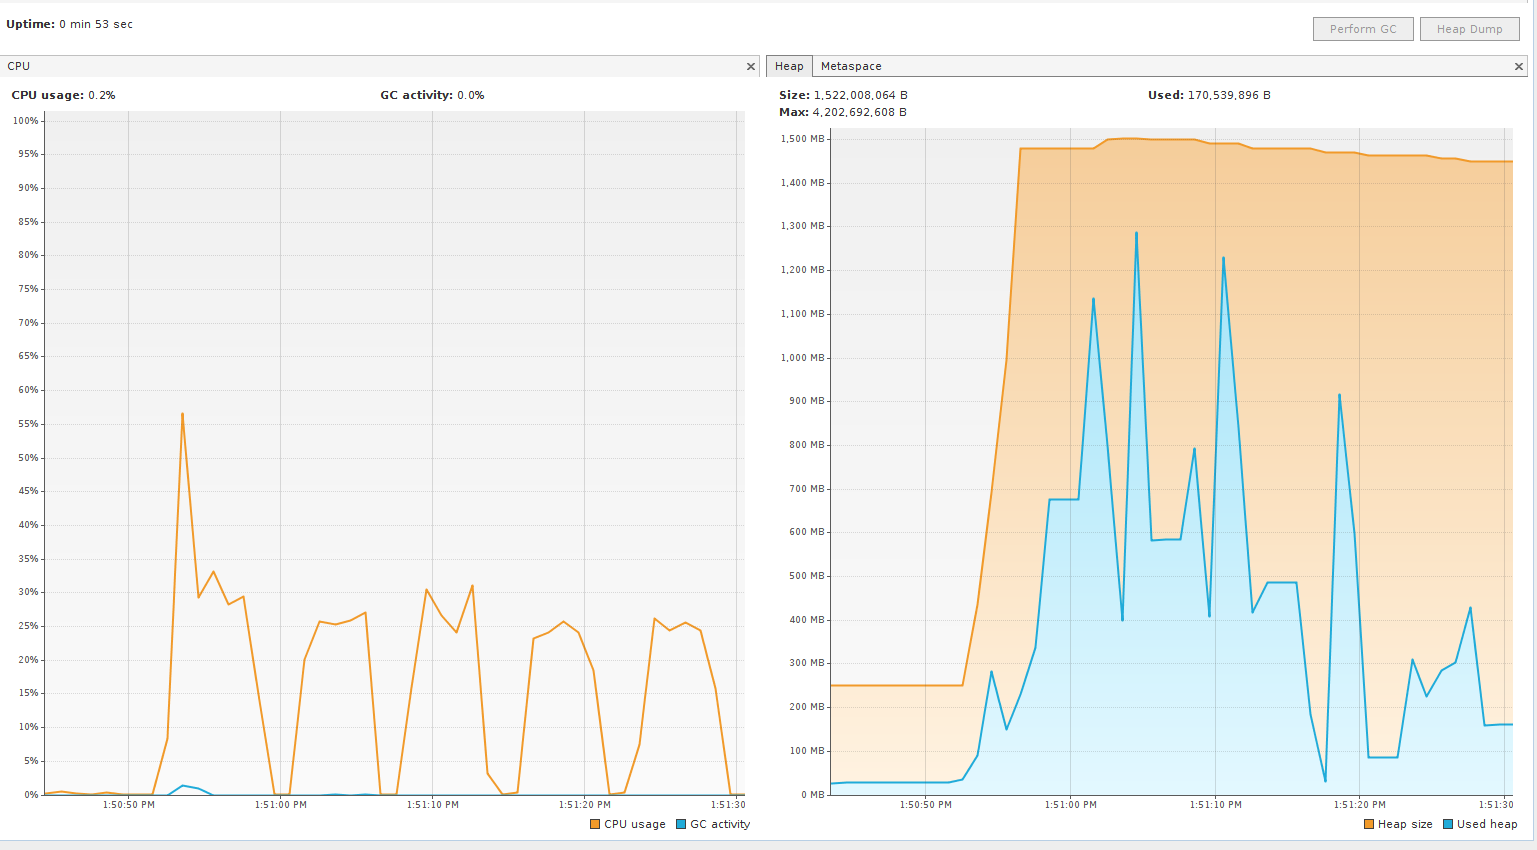 Uptime: 0 min 53 sec
Perform GC
Heap Dump
CPU
CPU usage: 0.2%
GC activity: 0.0%
100%
95%
90%
85%
80%
75%
70%
65%
60%
55%
50%
45%
40%
35%
30%
25%
20%
15%
10%
5%
0%
1:50:50 PM
1:51:00 PM
1:51:10 PM
1:51:20 PM
1:51:30
CPU usage
GC activity
Heap
Metaspace
Size: 1,522,008,064 B
Used: 170,539,896 B
Max: 4,202,692,608 B
1,500 MB
1,400 MB
1,300 MB
1,200 MB
1,100 MB
1,000 MB
900 MB
800 MB
700 MB
600 MB
500 MB
400 MB
300 MB
200 MB
100 MB
0 MB
1:50:50 PM
1:51:00 PM
1:51:10 PM
1:51:20 PM
1:51:30
Heap size
Used heap